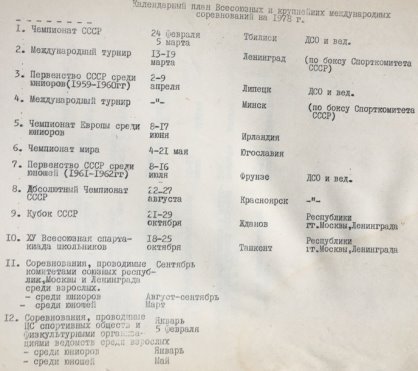 Календарный план Всесоюзных и крупнейших международных
соревнований на 1978 г.
1. Чемпионат СССР 24 февраля Тбилиси ДСО и вед.
5 марта
2. Международный турнир 13-19 Ленинград (по боксу Спорткомитета
марта СССР)
3. Первенство СССР среди 2-9 Липецк ДСО и вед.
юниоров(1959-1960гг) апреля
4. Международный турнир -"- Минск (по боксу Спорткомитета
СССР)
5. Чемпионат Европы среди 8-17 Ирландия
юниоров июня
6. Чемпионат мира 4-21 мая Югославия
7. Первенство СССР среди 8-16 Фрунзе ДСО и вед.
юношей (1961-1962гг) июля
8. Абсолютный Чемпионат 22-27 Красноярск -"-
СССР августа
9. Кубок СССР 21-29 Жданов Республики
октября гг.Москвы,Ленинграда
10. ХУ Всесоюзная спарта- 18-25 Ташкент Республики
киада школьников октября гг.Москвы,Ленинграда
11. Соревнования, проводимые Сентябрь
комитетами союзных респуб-
лик,Москвы и Ленинграда
среди взрослых.
- среди юниоров Август-сентябрь
- среди юношей Март
12. Соревнования, проводимые Январь
ЦС спортивных обществ и 5 февраля
физкультурными органи-
зациями ведомств среди взрослых
- среди юниоров Январь
- среди юношей Май